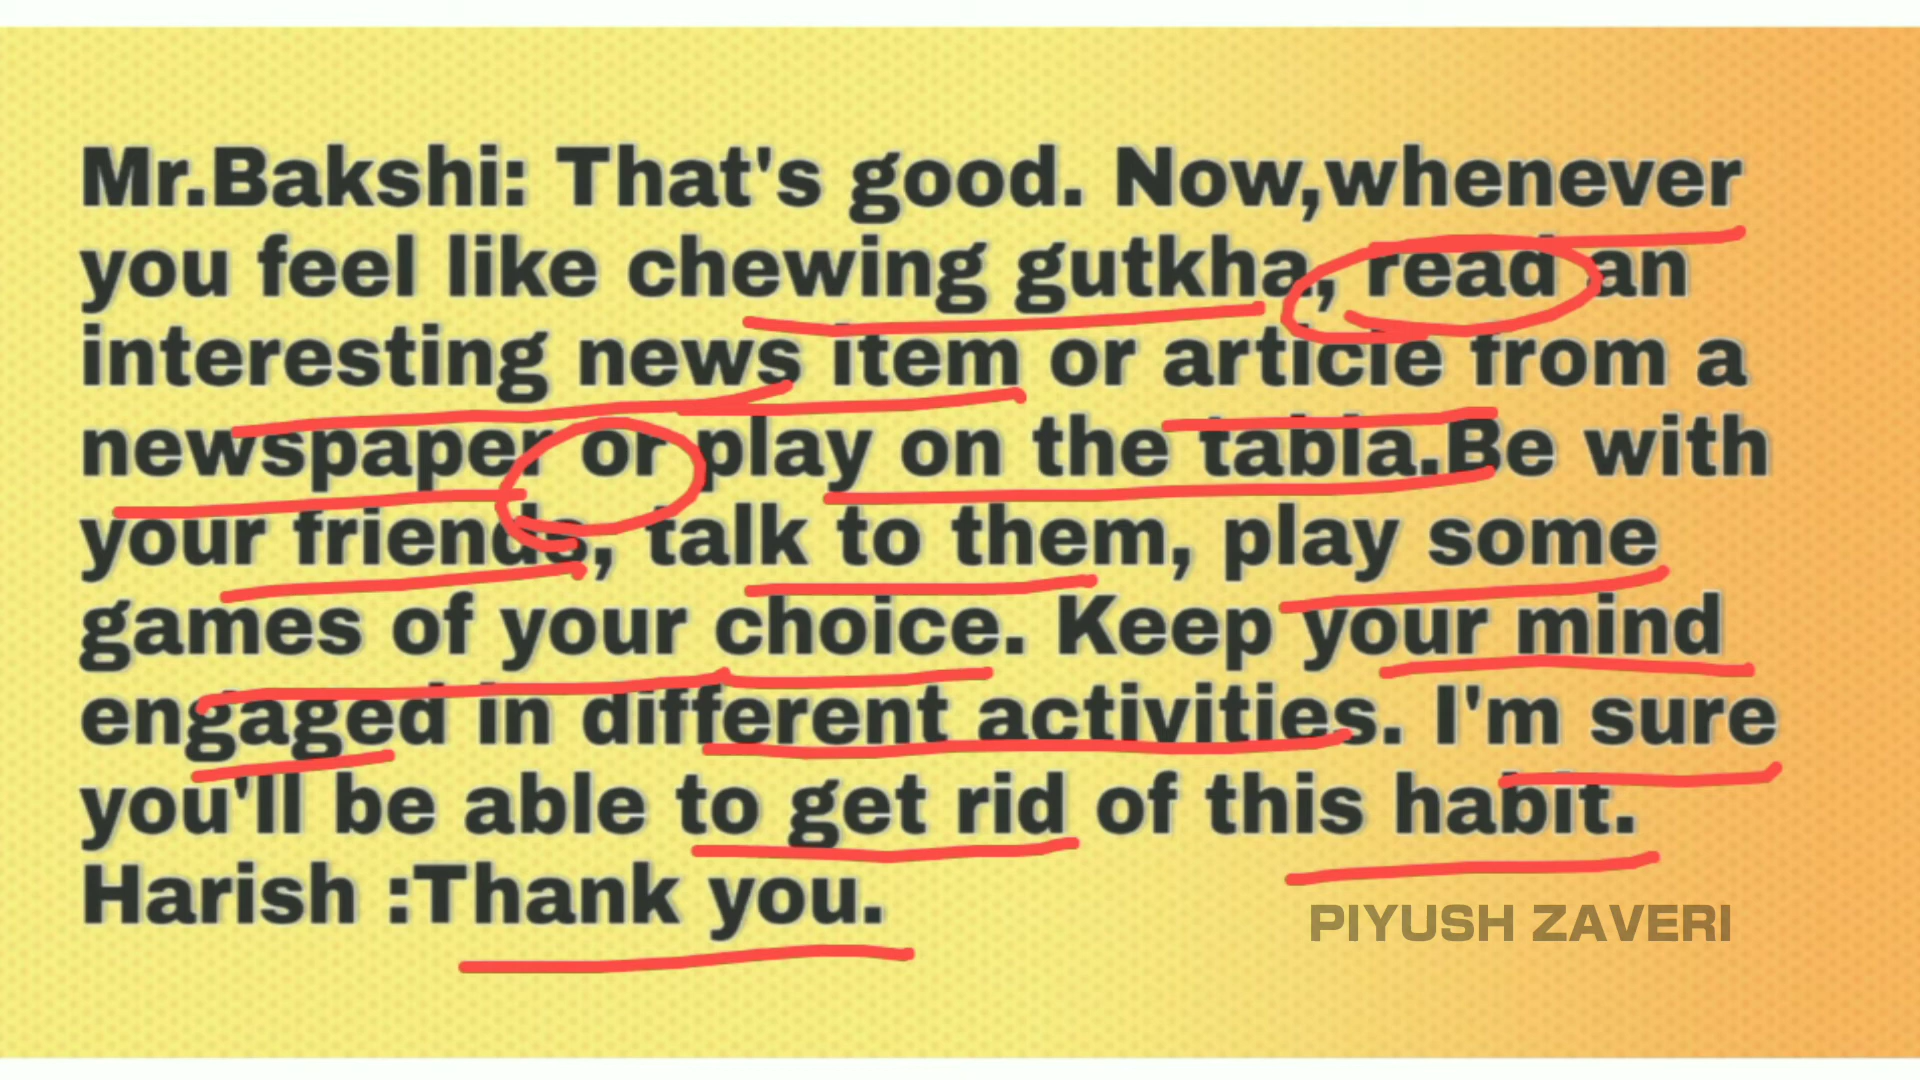 Mr.Bakshi: That's good. Now,whenever
you feel like chewing gutkha, read an
interesting news item or article from a
newspaper or play on the tabla.Be with
your friends, talk to them, play some
games of your choice. Keep your mind
engaged in different activities. I'm sure
you'll be able to get rid of this habit.
Harish :Thank you.
PIYUSH ZAVERI